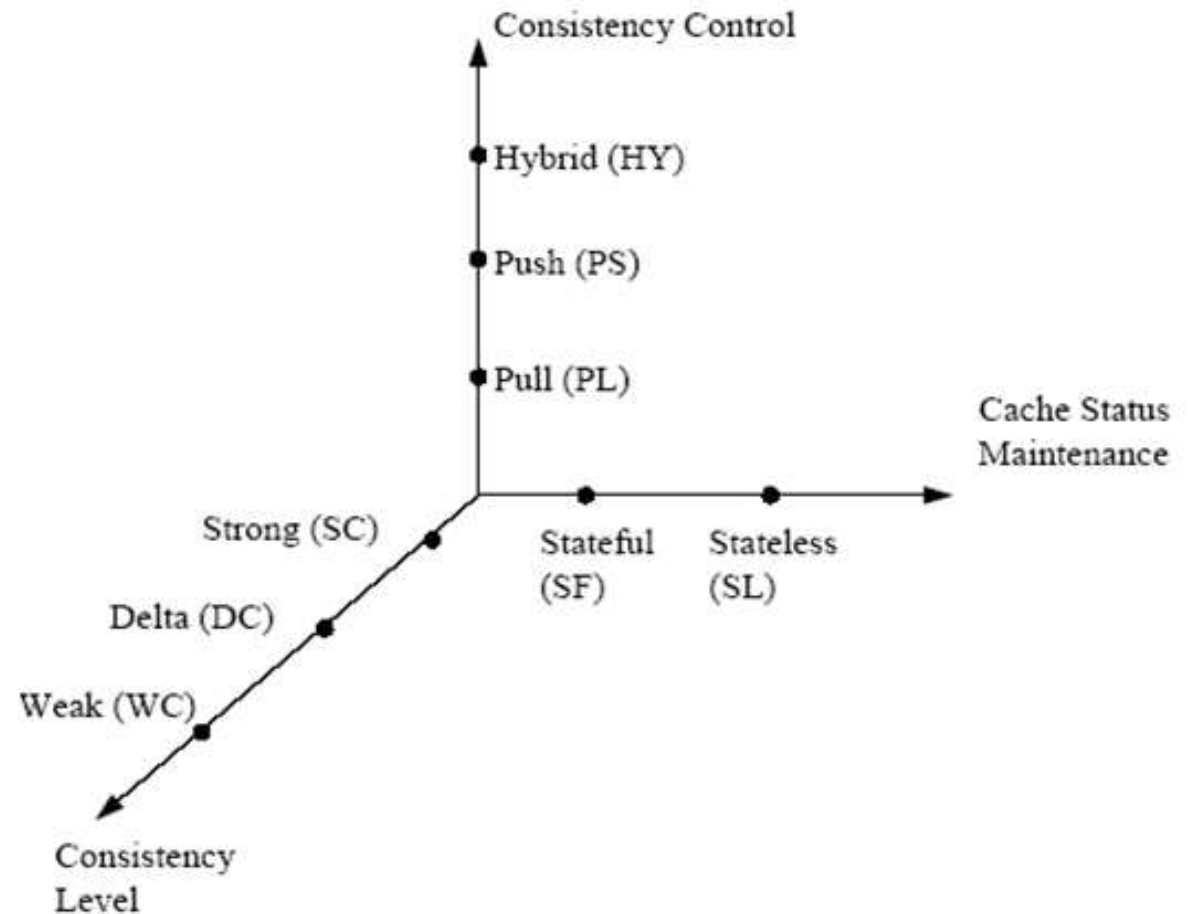 Consistency Control
Hybrid (HY)
Push (PS)
Pull (PL)
Cache Status
Maintenance
Strong (SC)
Stateful
(SF)
Stateless
(SL)
Delta (DC)
Weak (WC)
Consistency
Level